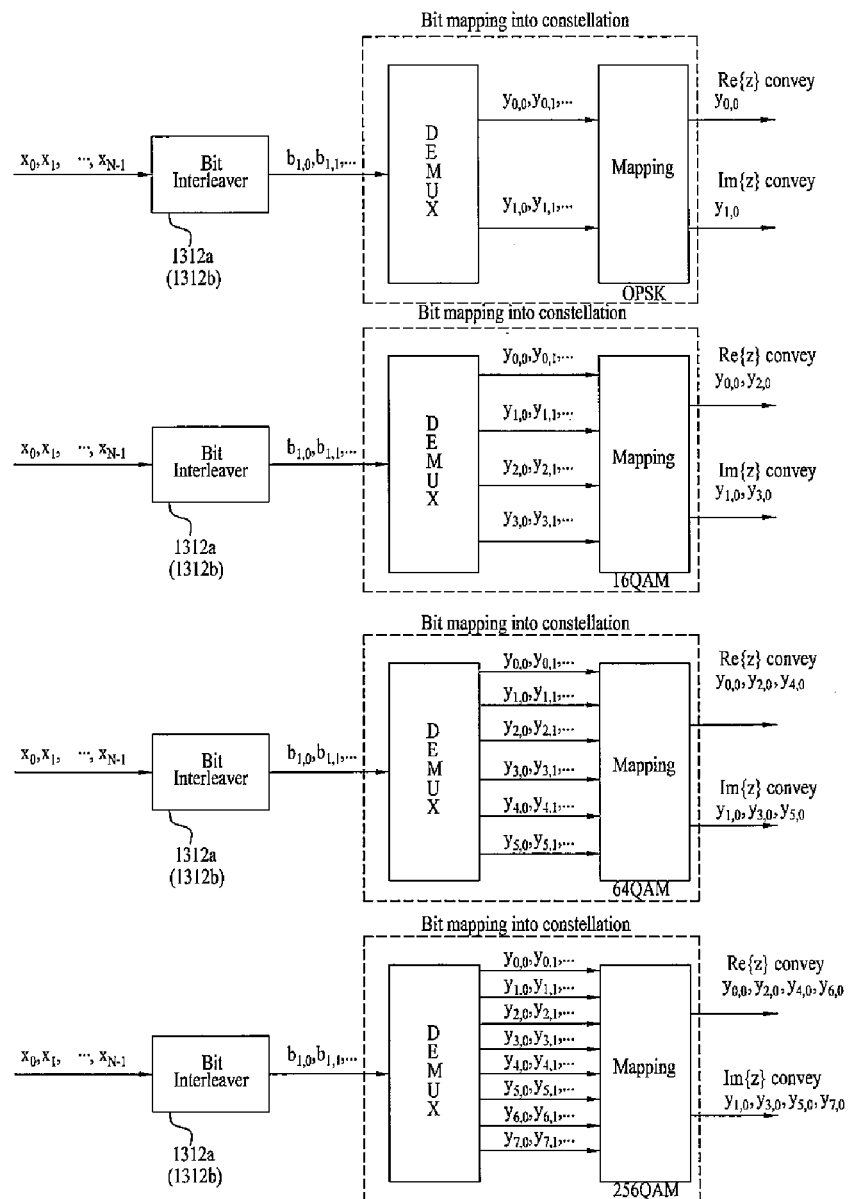 Bit mapping into constellation
x0,x1, ..., xN-1
Bit
Interleaver
1312a
(1312b)
b1,0,b1,1,...
DEMUX
y0,0,y0,1,...
y1,0,y1,1,...
Mapping
OPSK
Re{z} convey
y0,0
Im{z} convey
y1,0
Bit mapping into constellation
x0,x1, ..., xN-1
Bit
Interleaver
1312a
(1312b)
b1,0,b1,1,...
DEMUX
y0,0,y0,1,...
y1,0,y1,1,...
y2,0,y2,1,...
y3,0,y3,1,...
Mapping
16QAM
Re{z} convey
y0,0,y2,0
Im{z} convey
y1,0,y3,0
Bit mapping into constellation
x0,x1, ..., xN-1
Bit
Interleaver
1312a
(1312b)
b1,0,b1,1,...
DEMUX
y0,0,y0,1,...
y1,0,y1,1,...
y2,0,y2,1,...
y3,0,y3,1,...
y4,0,y4,1,...
y5,0,y5,1,...
Mapping
64QAM
Re{z} convey
y0,0,y2,0,y4,0
Im{z} convey
y1,0,y3,0,y5,0
Bit mapping into constellation
x0,x1, ..., xN-1
Bit
Interleaver
1312a
(1312b)
b1,0,b1,1,...
DEMUX
y0,0,y0,1,...
y1,0,y1,1,...
y2,0,y2,1,...
y3,0,y3,1,...
y4,0,y4,1,...
y5,0,y5,1,...
y6,0,y6,1,...
y7,0,y7,1,...
Mapping
256QAM
Re{z} convey
y0,0,y2,0,y4,0,y6,0
Im{z} convey
y1,0,y3,0,y5,0,y7,0